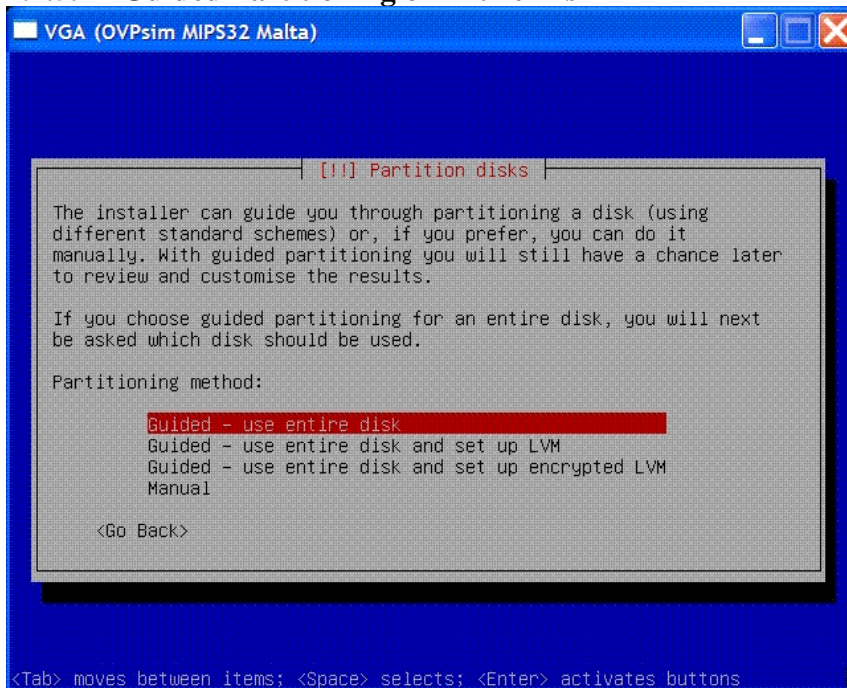 VGA (OVPsim MIPS32 Malta)
[!!] Partition disks
The installer can guide you through partitioning a disk (using
different standard schemes) or, if you prefer, you can do it
manually. With guided partitioning you will still have a chance later
to review and customise the results.
If you choose guided partitioning for an entire disk, you will next
be asked which disk should be used.
Partitioning method:
Guided - use entire disk
Guided - use entire disk and set up LVM
Guided - use entire disk and set up encrypted LVM
Manual
<Go Back>
<Tab> moves between items; <Space> selects; <Enter> activates buttons